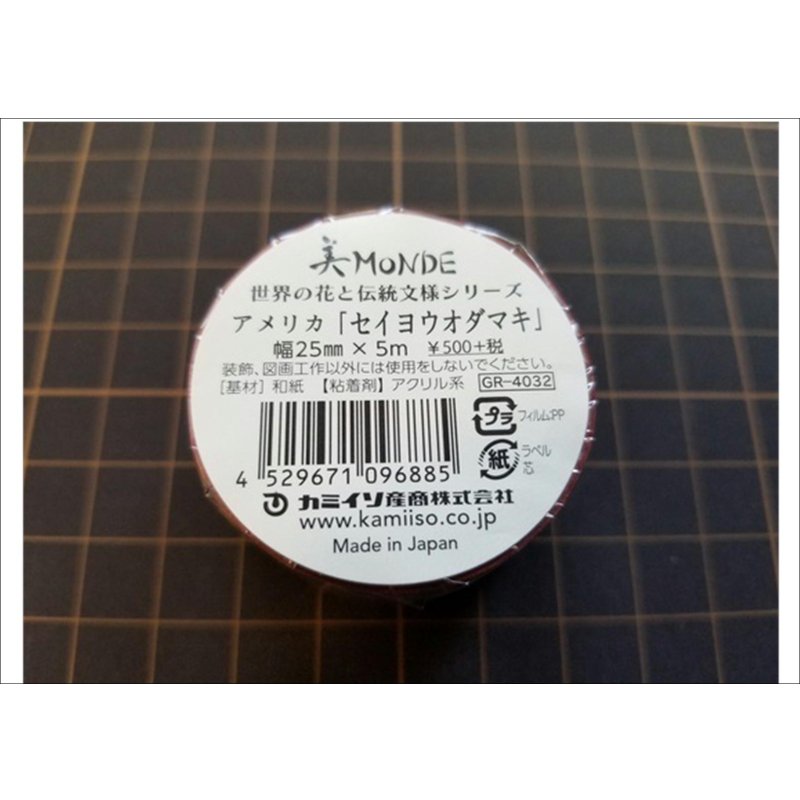 美MONDE
世界の花と伝統文様シリーズ
アメリカ「セイヨウオダマキ」
幅25㎜ × 5m ¥500+税
装飾、図画工作以外には使用をしないでください。
[基材] 和紙 【粘着剤】アクリル系 GR-4032
プラ フィルム:PP
紙 ラベル 芯
4 529671 096885
カミイソ産商株式会社
www.kamiiso.co.jp
Made in Japan